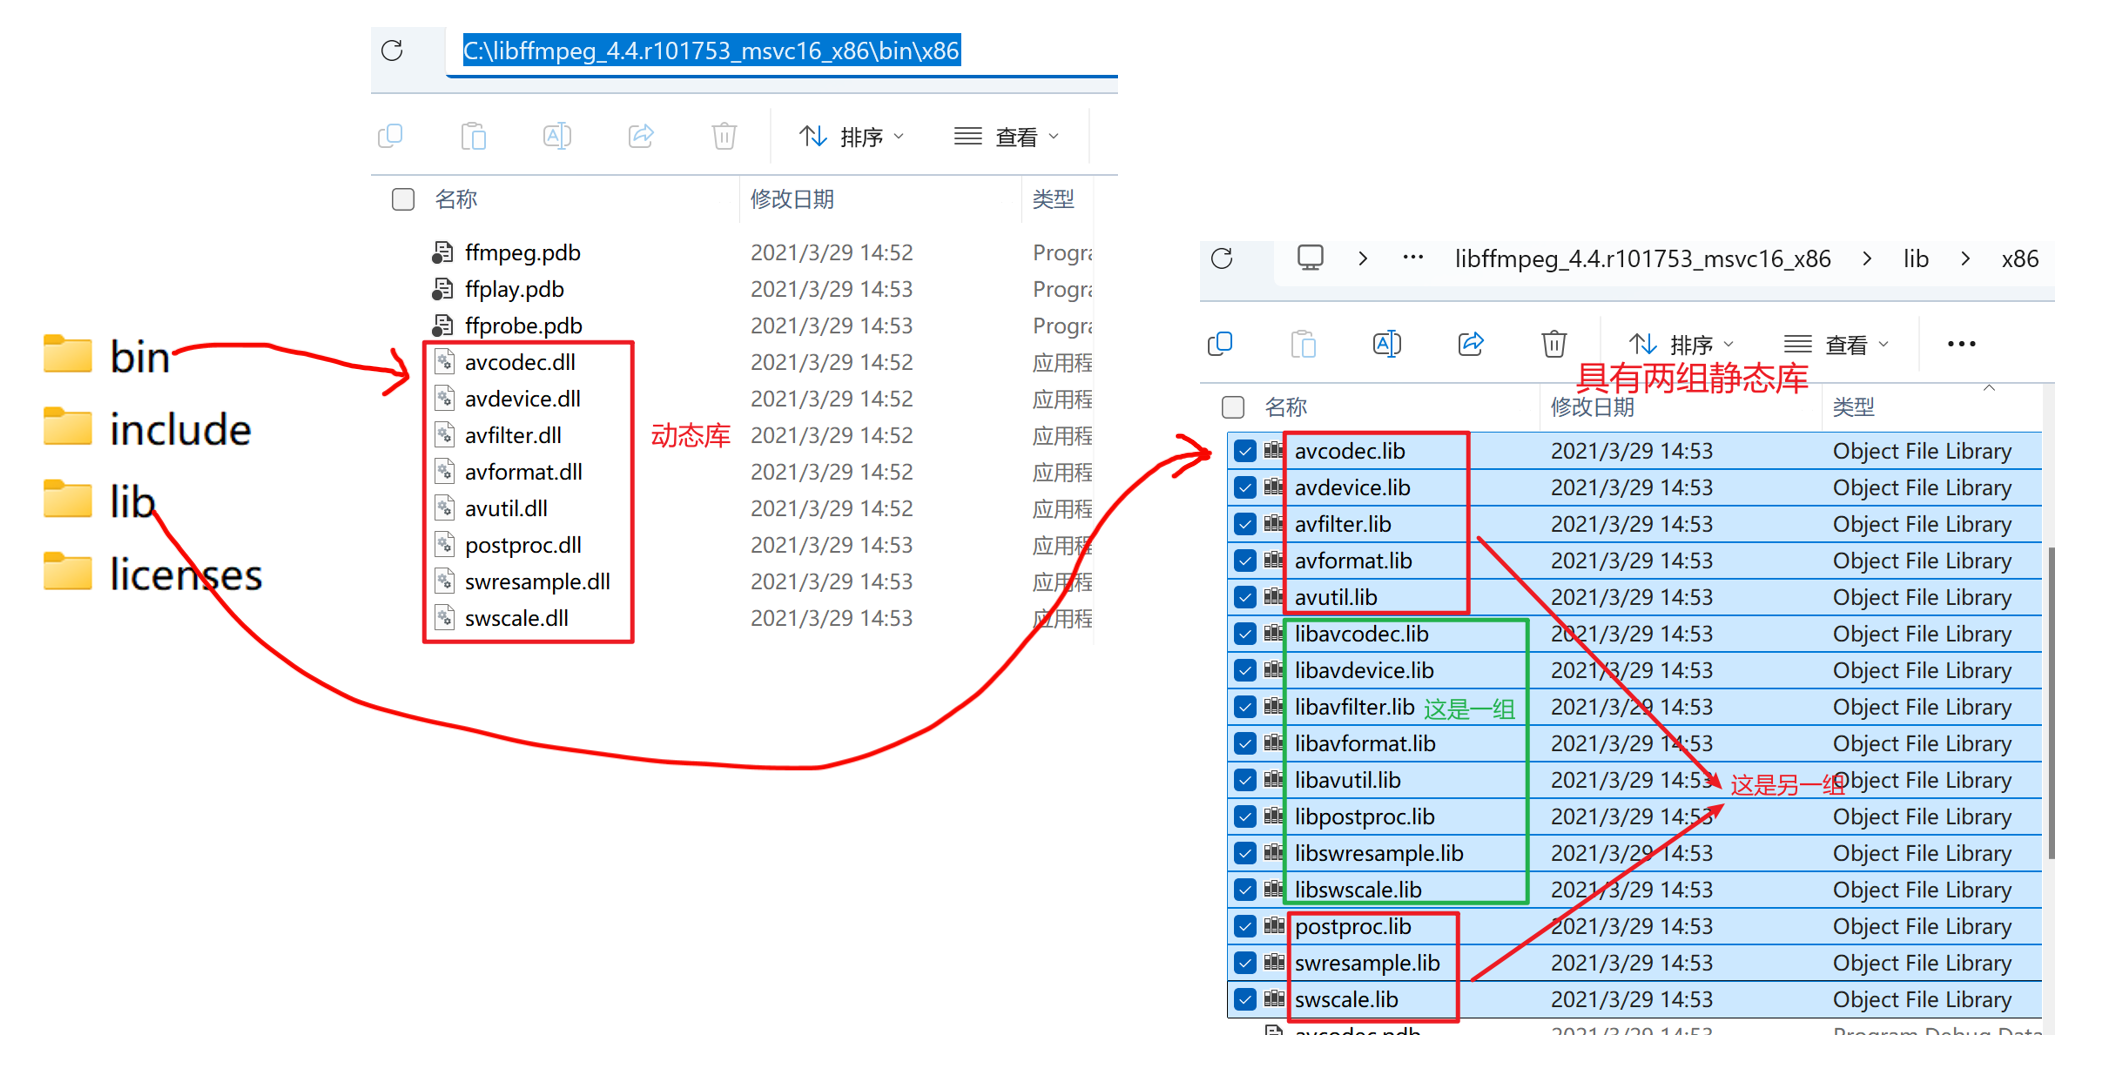 bin
include
lib
licenses
C:\libffmpeg_4.4.r101753_msvc16_x86\bin\x86
排序 查看
名称 修改日期 类型
ffmpeg.pdb 2021/3/29 14:52 Progra
ffplay.pdb 2021/3/29 14:53 Progra
ffprobe.pdb 2021/3/29 14:53 Progra
avcodec.dll 2021/3/29 14:52 应用程
avdevice.dll 2021/3/29 14:52 应用程
avfilter.dll 动态库 2021/3/29 14:52 应用程
avformat.dll 2021/3/29 14:52 应用程
avutil.dll 2021/3/29 14:52 应用程
postproc.dll 2021/3/29 14:53 应用程
swresample.dll 2021/3/29 14:53 应用程
swscale.dll 2021/3/29 14:53 应用程
> ··· libffmpeg_4.4.r101753_msvc16_x86 > lib > x86
排序 查看 ···
具有两组静态库
名称 修改日期 类型
avcodec.lib 2021/3/29 14:53 Object File Library
avdevice.lib 2021/3/29 14:53 Object File Library
avfilter.lib 2021/3/29 14:53 Object File Library
avformat.lib 2021/3/29 14:53 Object File Library
avutil.lib 2021/3/29 14:53 Object File Library
libavcodec.lib 2021/3/29 14:53 Object File Library
libavdevice.lib 2021/3/29 14:53 Object File Library
libavfilter.lib 这是一组 2021/3/29 14:53 Object File Library
libavformat.lib 2021/3/29 14:53 Object File Library
libavutil.lib 2021/3/29 14:53 这是另一组 Object File Library
libpostproc.lib 2021/3/29 14:53 Object File Library
libswresample.lib 2021/3/29 14:53 Object File Library
libswscale.lib 2021/3/29 14:53 Object File Library
postproc.lib 2021/3/29 14:53 Object File Library
swresample.lib 2021/3/29 14:53 Object File Library
swscale.lib 2021/3/29 14:53 Object File Library
avcodec.pdb 2021/3/29 14:53 Program Debug Data